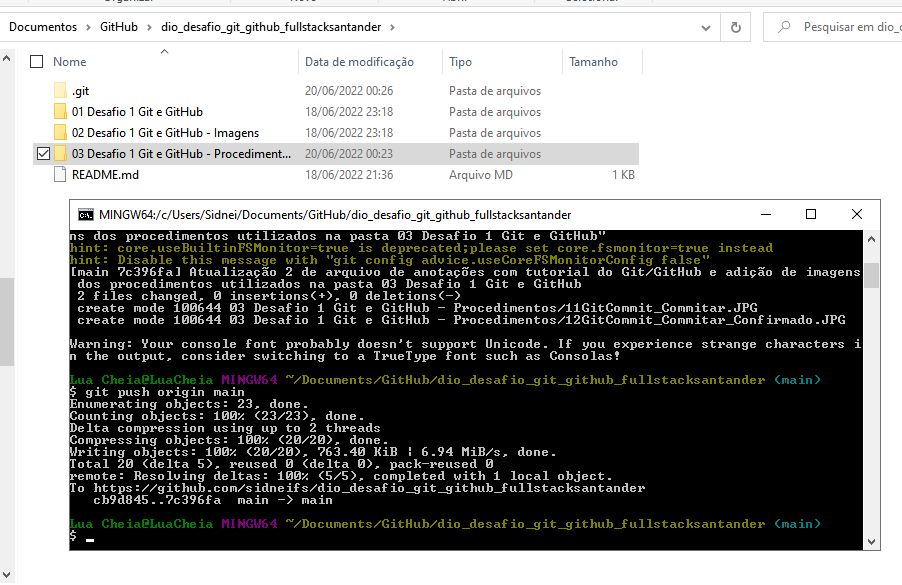 Documentos > GitHub > dio_desafio_git_github_fullstacksantander >
Pesquisar em dio_
Nome Data de modificação Tipo Tamanho
.git 20/06/2022 00:26 Pasta de arquivos
01 Desafio 1 Git e GitHub 18/06/2022 23:18 Pasta de arquivos
02 Desafio 1 Git e GitHub - Imagens 18/06/2022 23:18 Pasta de arquivos
03 Desafio 1 Git e GitHub - Procediment... 20/06/2022 00:23 Pasta de arquivos
README.md 18/06/2022 21:36 Arquivo MD 1 KB
MINGW64:/c/Users/Sidnei/Documents/GitHub/dio_desafio_git_github_fullstacksantander
ns dos procedimentos utilizados na pasta 03 Desafio 1 Git e GitHub"
hint: core.useBuiltinFSMonitor=true is deprecated;please set core.fsmonitor=true instead
hint: Disable this message with "git config advice.useCoreFSMonitorConfig false"
[main 7c396fa] Atualização 2 de arquivo de anotações com tutorial do Git/GitHub e adição de imagens
dos procedimentos utilizados na pasta 03 Desafio 1 Git e GitHub
2 files changed, 0 insertions(+), 0 deletions(-)
create mode 100644 03 Desafio 1 Git e GitHub - Procedimentos/11GitCommit_Commitar.JPG
create mode 100644 03 Desafio 1 Git e GitHub - Procedimentos/12GitCommit_Commitar_Confirmado.JPG
Warning: Your console font probably doesn't support Unicode. If you experience strange characters i
n the output, consider switching to a TrueType font such as Consolas!
Lua Cheia@LuaCheia MINGW64 ~/Documents/GitHub/dio_desafio_git_github_fullstacksantander (main)
$ git push origin main
Enumerating objects: 23, done.
Counting objects: 100% (23/23), done.
Delta compression using up to 2 threads
Compressing objects: 100% (20/20), done.
Writing objects: 100% (20/20), 763.40 KiB | 6.94 MiB/s, done.
Total 20 (delta 5), reused 0 (delta 0), pack-reused 0
remote: Resolving deltas: 100% (5/5), completed with 1 local object.
To https://github.com/sidneifs/dio_desafio_git_github_fullstacksantander
cb9d845..7c396fa main -> main
Lua Cheia@LuaCheia MINGW64 ~/Documents/GitHub/dio_desafio_git_github_fullstacksantander (main)
$